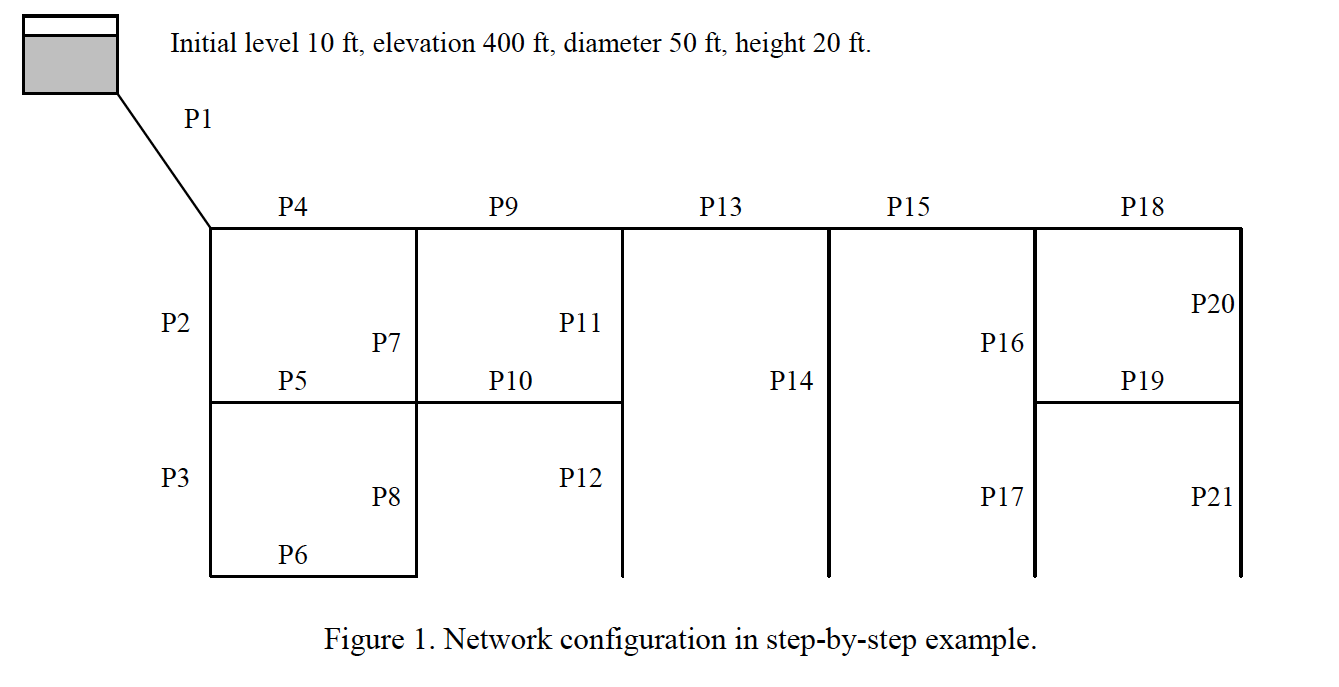 Initial level 10 ft, elevation 400 ft, diameter 50 ft, height 20 ft.
P1
P4 P9 P13 P15 P18
P20
P2 P11
P7 P16
P5 P10 P14 P19
P3 P12
P8 P17 P21
P6
Figure 1. Network configuration in step-by-step example.